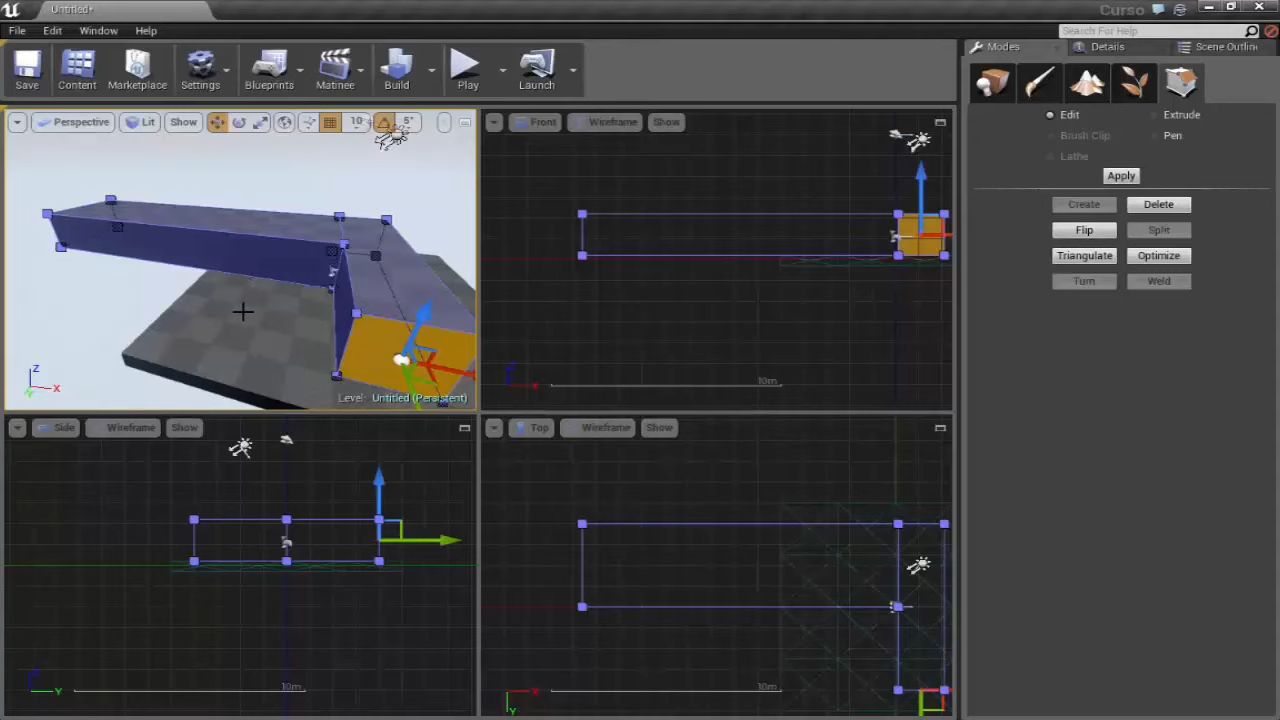 Untitled*
Curso
File Edit Window Help
Search For Help
Save Content Marketplace Settings Blueprints Matinee Build Play Launch
Modes Details Scene Outlin
Perspective Lit Show 10 5°
Front Wireframe Show
Edit Extrude
Brush Clip Pen
Lathe
Apply
Create Delete
Flip Split
Triangulate Optimize
Turn Weld
Z
X
Y
Level: Untitled (Persistent)
Z
X
10m
Side Wireframe Show
Top Wireframe Show
Z
Y
10m
X
Y
10m